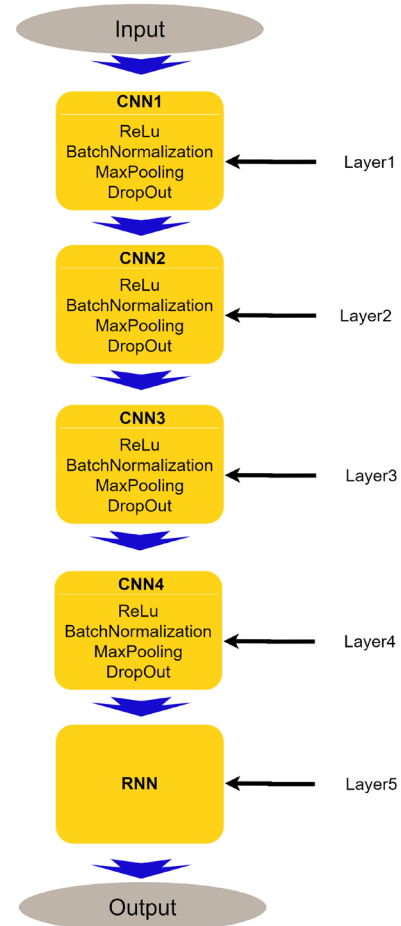 Input
CNN1
ReLu
BatchNormalization
MaxPooling
DropOut
Layer1
CNN2
ReLu
BatchNormalization
MaxPooling
DropOut
Layer2
CNN3
ReLu
BatchNormalization
MaxPooling
DropOut
Layer3
CNN4
ReLu
BatchNormalization
MaxPooling
DropOut
Layer4
RNN
Layer5
Output